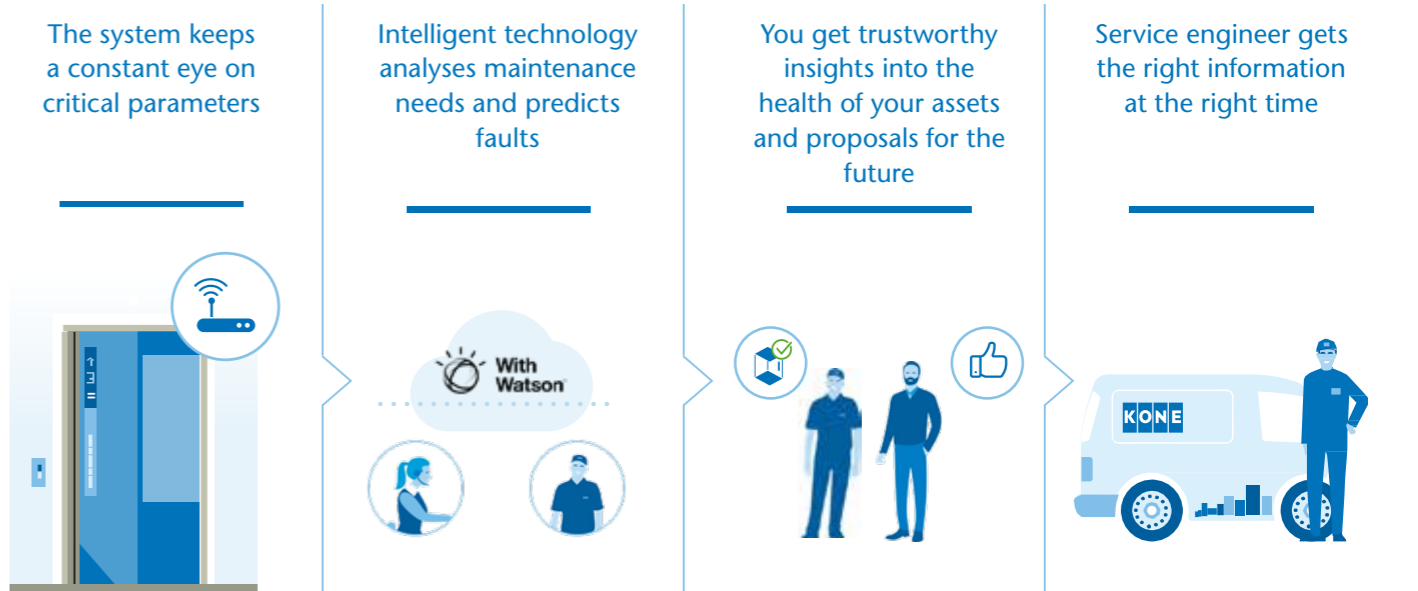 The system keeps
a constant eye on
critical parameters
Intelligent technology
analyses maintenance
needs and predicts
faults
You get trustworthy
insights into the
health of your assets
and proposals for the
future
Service engineer gets
the right information
at the right time
With
Watson
KONE